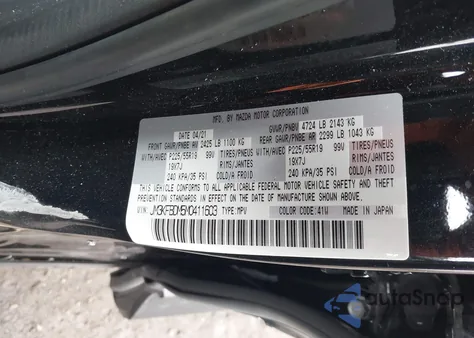 MFD. BY MAZDA MOTOR CORPORATION
DATE 04/21 GVWR/PNBV 4724 LB 2143 KG
FRONT GAWR/PNBE AV 2425 LB 1100 KG REAR GAWR/PNBE AR 2299 LB 1043 KG
WITH/AVEC P225/55R19 99V TIRES/PNEUS WITH/AVEC P225/55R19 99V TIRES/PNEUS
19X7J RIMS/JANTES 19X7J RIMS/JANTES
240 KPA/35 PSI COLD/A FROID 240 KPA/35 PSI COLD/A FROID
THIS VEHICLE CONFORMS TO ALL APPLICABLE FEDERAL MOTOR VEHICLE SAFETY AND THEFT PREVENTION
STANDARDS IN EFFECT ON THE DATE OF MANUFACTURE SHOWN ABOVE.
VIN: TYPE:MPV COLOR CODE:41W MADE IN JAPAN
autaSnap